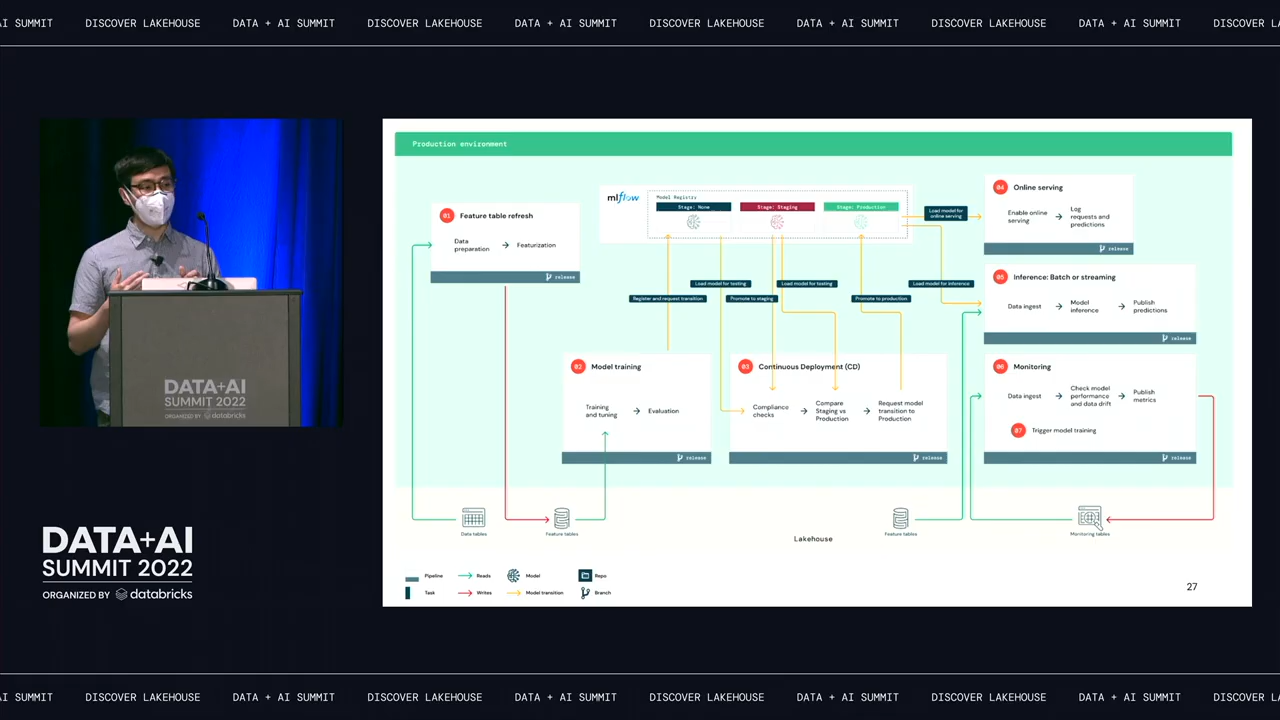 AI SUMMIT DISCOVER LAKEHOUSE DATA + AI SUMMIT DISCOVER LAKEHOUSE DATA + AI SUMMIT DISCOVER LAKEHOUSE DATA + AI SUMMIT DISCOVER LAKEHOUSE DATA + AI SUMMIT DISCOVER L
DATA+AI
SUMMIT 2022
ORGANIZED BY databricks
DATA+AI
SUMMIT 2022
ORGANIZED BY databricks
Production environment
01 Feature table refresh
Data
preparation
Featurization
release
mlflow
Model Registry
Stage: None
Stage: Staging
Stage: Production
Load model for
online serving
Load model for testing
Load model for testing
Load model for inference
Register and request transition
Promote to staging
Promote to production
02 Model training
Training
and tuning
Evaluation
release
03 Continuous Deployment (CD)
Compliance
checks
Compare
Staging vs
Production
Request model
transition to
Production
release
04 Online serving
Enable online
serving
Log
requests and
predictions
release
05 Inference: Batch or streaming
Data ingest
Model
inference
Publish
predictions
release
06 Monitoring
Data ingest
Check model
performance
and data drift
Publish
metrics
07 Trigger model training
release
Data tables
Feature tables
Lakehouse
Feature tables
Monitoring tables
Pipeline
Reads
Model
Repo
Task
Writes
Model transition
Branch
27
AI SUMMIT DISCOVER LAKEHOUSE DATA + AI SUMMIT DISCOVER LAKEHOUSE DATA + AI SUMMIT DISCOVER LAKEHOUSE DATA + AI SUMMIT DISCOVER LAKEHOUSE DATA + AI SUMMIT DISCOVER L